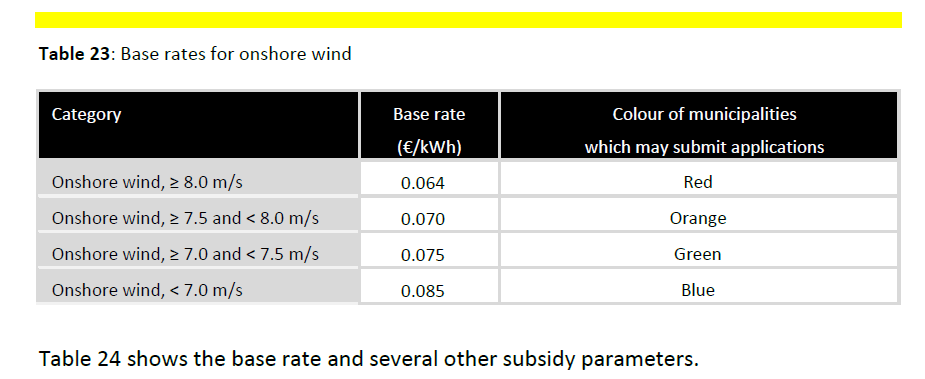 Table 23: Base rates for onshore wind
Category Base rate Colour of municipalities
(€/kWh) which may submit applications
Onshore wind, ≥ 8.0 m/s 0.064 Red
Onshore wind, ≥ 7.5 and < 8.0 m/s 0.070 Orange
Onshore wind, ≥ 7.0 and < 7.5 m/s 0.075 Green
Onshore wind, < 7.0 m/s 0.085 Blue
Table 24 shows the base rate and several other subsidy parameters.